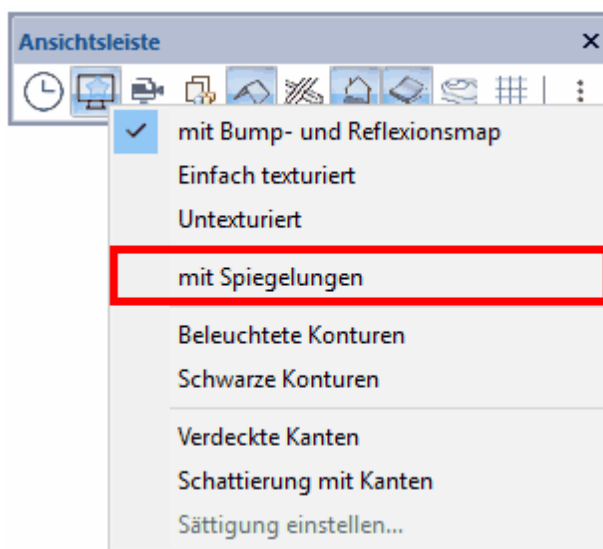 Ansichtsleiste
mit Bump- und Reflexionsmap
Einfach texturiert
Untexturiert
mit Spiegelungen
Beleuchtete Konturen
Schwarze Konturen
Verdeckte Kanten
Schattierung mit Kanten
Sättigung einstellen...